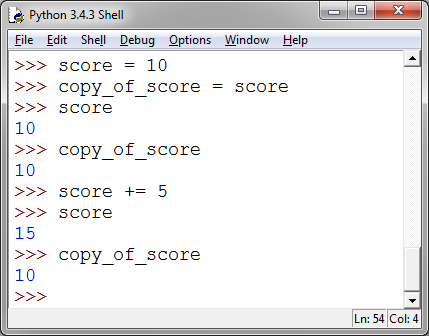 Python 3.4.3 Shell
File Edit Shell Debug Options Window Help
>>> score = 10
>>> copy_of_score = score
>>> score
10
>>> copy_of_score
10
>>> score += 5
>>> score
15
>>> copy_of_score
10
>>>
Ln: 54 Col: 4